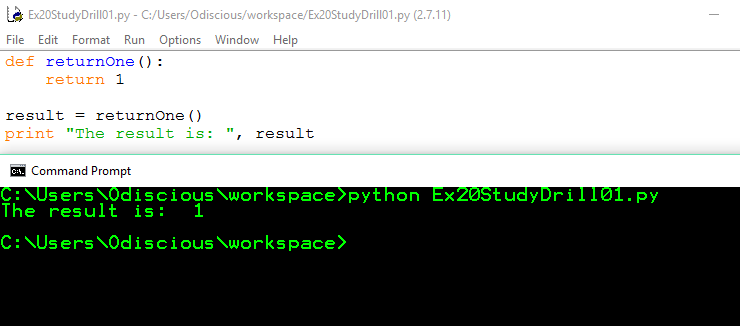 Ex20StudyDrill01.py - C:/Users/Odiscious/workspace/Ex20StudyDrill01.py (2.7.11)
File Edit Format Run Options Window Help
def returnOne():
    return 1
result = returnOne()
print "The result is: ", result
Command Prompt
C:\Users\Odiscious\workspace>python Ex20StudyDrill01.py
The result is:  1
C:\Users\Odiscious\workspace>